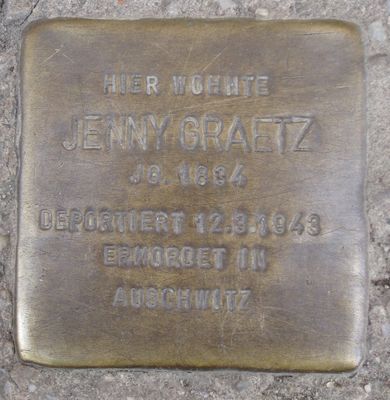 HIER WOHNTE
JENNY GRAETZ
JG. 1894
DEPORTIERT 12.3.1943
ERMORDET IN
AUSCHWITZ